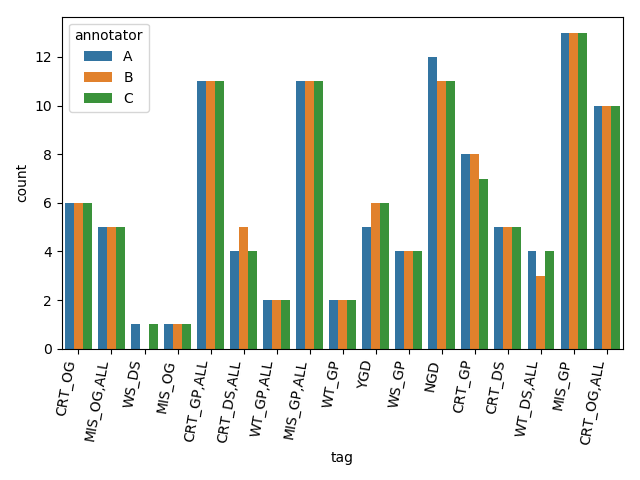 annotator
A
B
C
count
12
10
8
6
4
2
0
CRT_OG
MIS_OG,ALL
WS_DS
MIS_OG
CRT_GP,ALL
CRT_DS,ALL
WT_GP,ALL
MIS_GP,ALL
WT_GP
YGD
WS_GP
NGD
CRT_GP
CRT_DS
WT_DS,ALL
MIS_GP
CRT_OG,ALL
tag